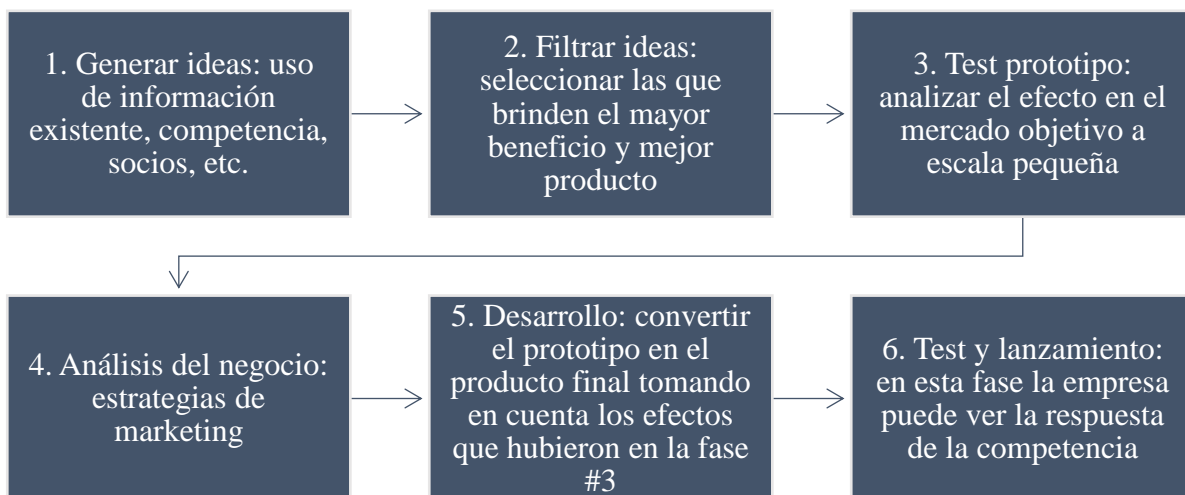 1. Generar ideas: uso
de información
existente, competencia,
socios, etc.
2. Filtrar ideas:
seleccionar las que
brinden el mayor
beneficio y mejor
producto
3. Test prototipo:
analizar el efecto en el
mercado objetivo a
escala pequeña
4. Análisis del negocio:
estrategias de
marketing
5. Desarrollo: convertir
el prototipo en el
producto final tomando
en cuenta los efectos
que hubieron en la fase
#3
6. Test y lanzamiento:
en esta fase la empresa
puede ver la respuesta
de la competencia